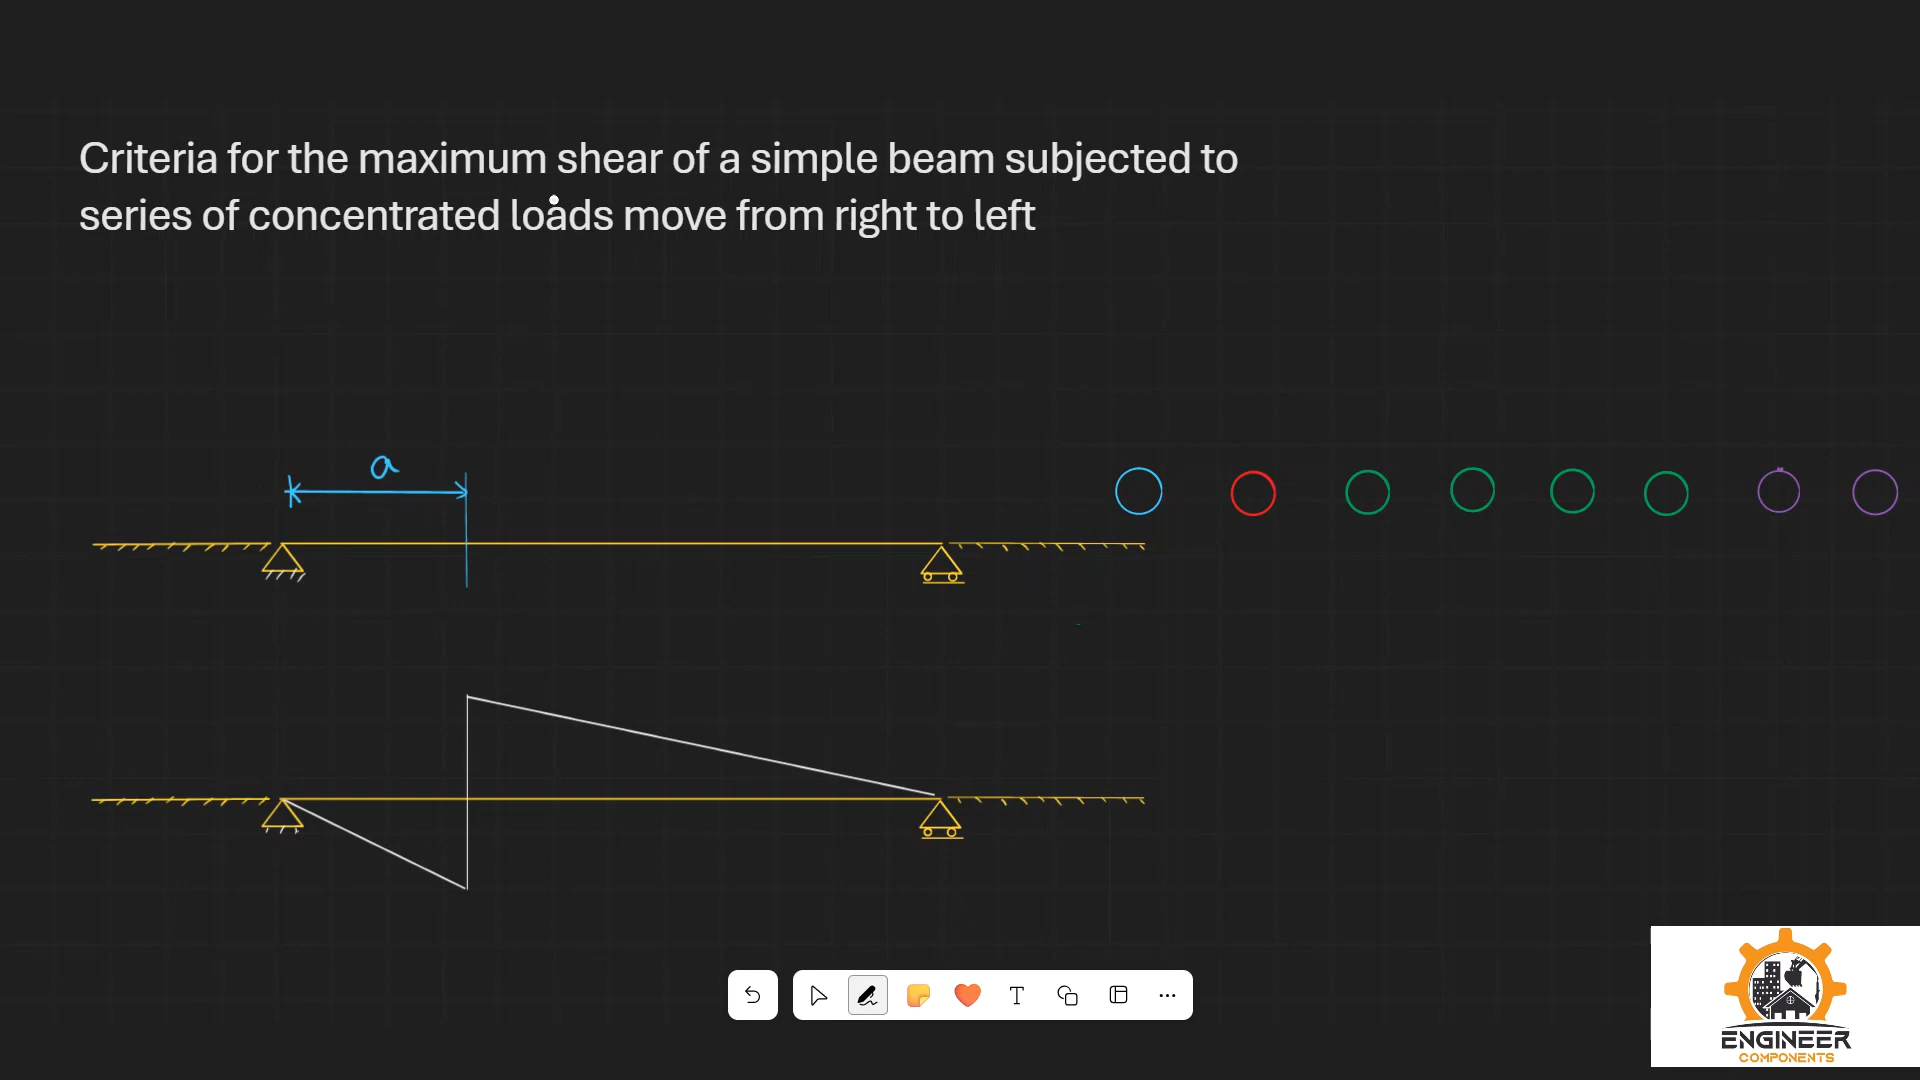 Criteria for the maximum shear of a simple beam subjected to
series of concentrated loads move from right to left
a
T
ENGINEER
COMPONENTS